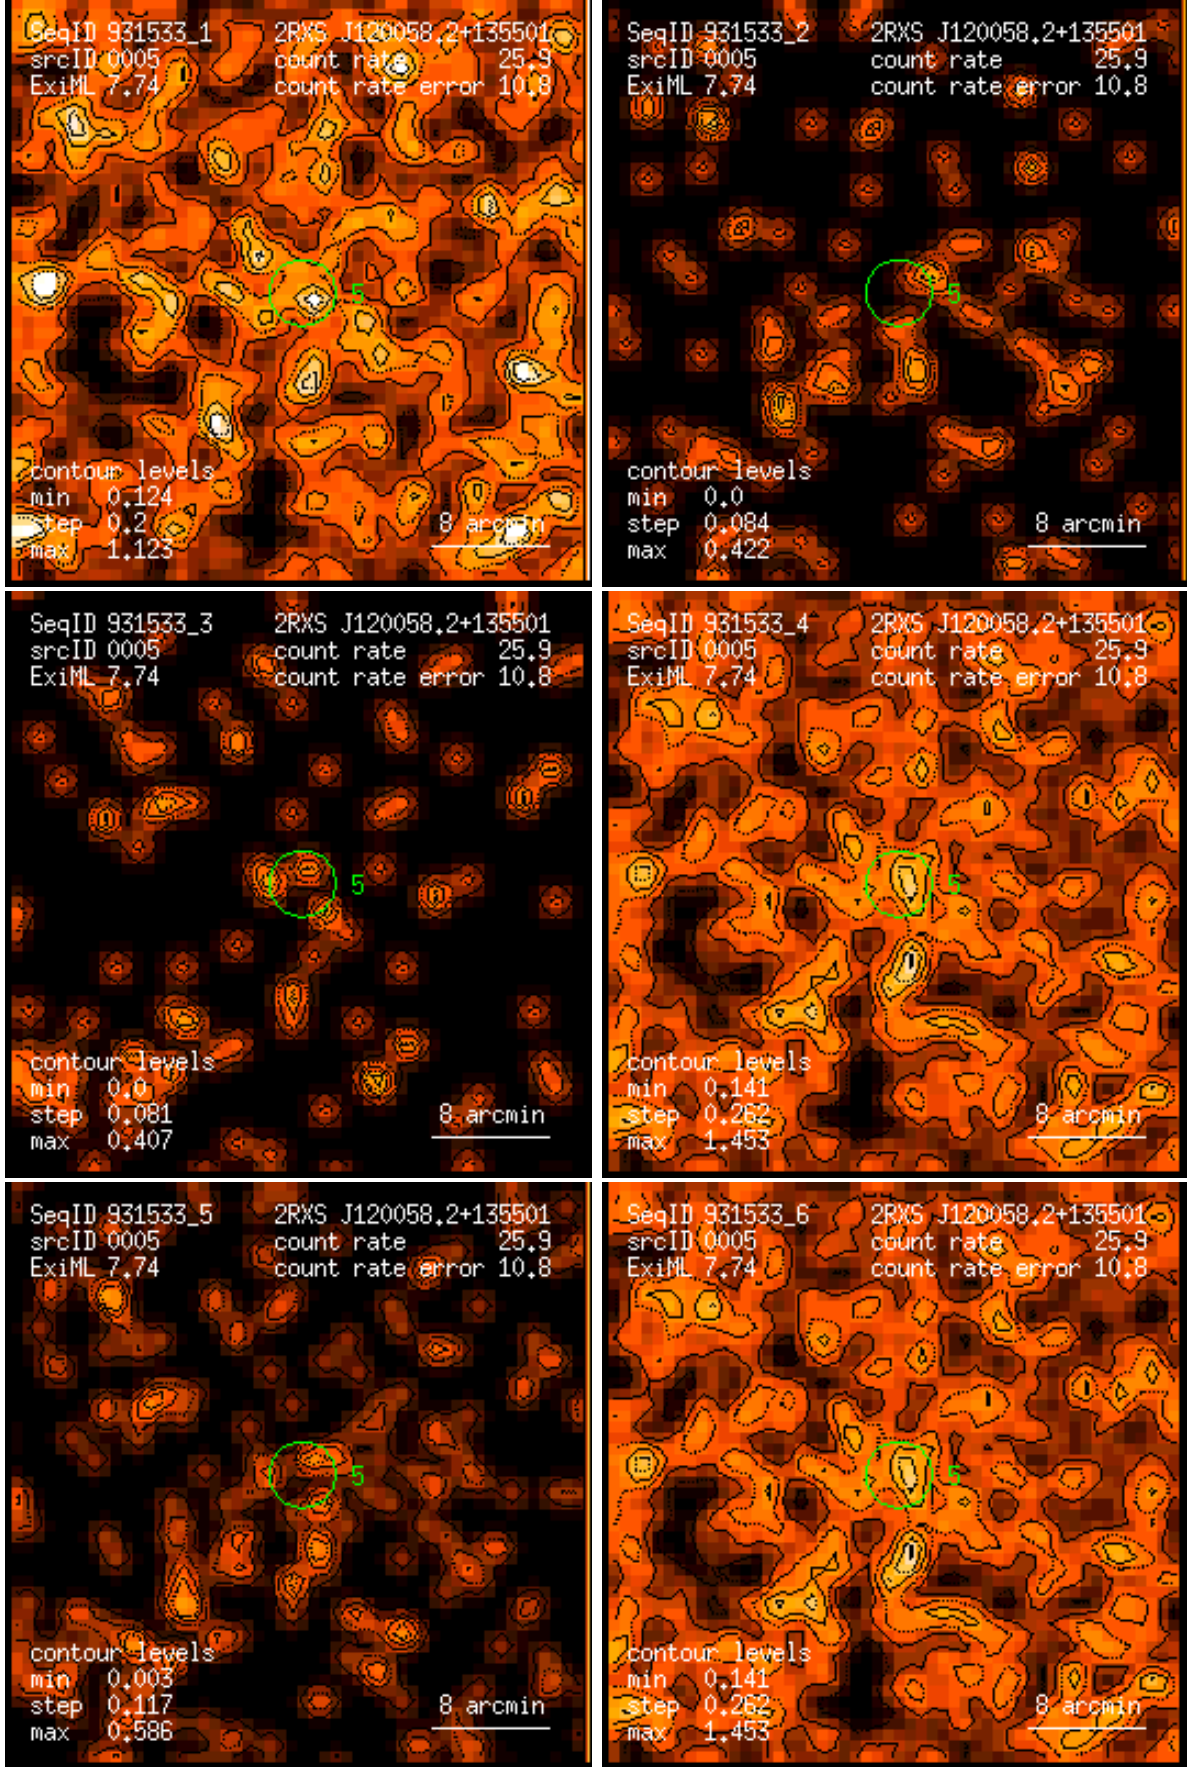 SeqID 931533_1 2RXS J120058.2+135501
srcID 0005 count rate 25.9
ExiML 7.74 count rate error 10.8
5
contour levels
min 0.124
step 0.2
max 1.123
8 arcmin
SeqID 931533_2 2RXS J120058.2+135501
srcID 0005 count rate 25.9
ExiML 7.74 count rate error 10.8
5
contour levels
min 0.0
step 0.084
max 0.422
8 arcmin
SeqID 931533_3 2RXS J120058.2+135501
srcID 0005 count rate 25.9
ExiML 7.74 count rate error 10.8
5
contour levels
min 0.0
step 0.081
max 0.407
8 arcmin
SeqID 931533_4 2RXS J120058.2+135501
srcID 0005 count rate 25.9
ExiML 7.74 count rate error 10.8
5
contour levels
min 0.141
step 0.262
max 1.453
8 arcmin
SeqID 931533_5 2RXS J120058.2+135501
srcID 0005 count rate 25.9
ExiML 7.74 count rate error 10.8
5
contour levels
min 0.003
step 0.117
max 0.586
8 arcmin
SeqID 931533_6 2RXS J120058.2+135501
srcID 0005 count rate 25.9
ExiML 7.74 count rate error 10.8
5
contour levels
min 0.141
step 0.262
max 1.453
8 arcmin